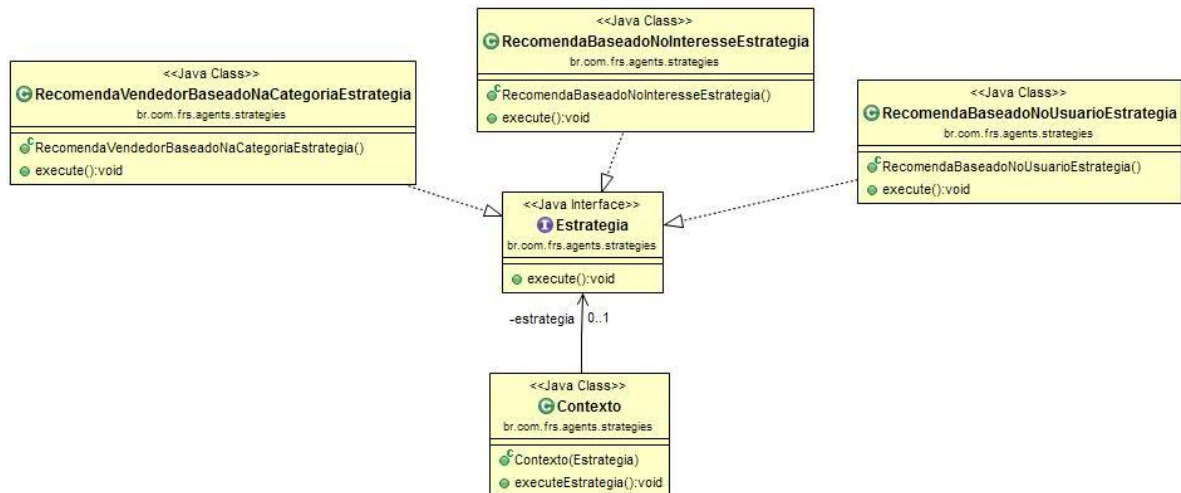 <<Java Class>>
RecomendaBaseadoNoInteresseEstrategia
br.com.frs.agents.strategies
RecomendaBaseadoNoInteresseEstrategia()
execute():void
<<Java Class>>
RecomendaVendedorBaseadoNaCategoriaEstrategia
br.com.frs.agents.strategies
RecomendaVendedorBaseadoNaCategoriaEstrategia()
execute():void
<<Java Class>>
RecomendaBaseadoNoUsuarioEstrategia
br.com.frs.agents.strategies
RecomendaBaseadoNoUsuarioEstrategia()
execute():void
<<Java Interface>>
Estrategia
br.com.frs.agents.strategies
execute():void
-estrategia 0..1
<<Java Class>>
Contexto
br.com.frs.agents.strategies
Contexto(Estrategia)
executeEstrategia():void